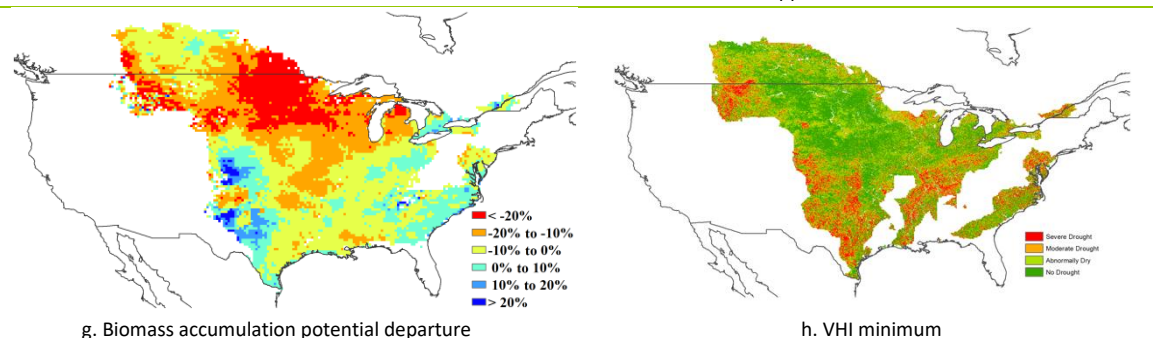 < -20%
-20% to -10%
-10% to 0%
0% to 10%
10% to 20%
> 20%
Severe Drought
Moderate Drought
Abnormally Dry
No Drought
g. Biomass accumulation potential departure
h. VHI minimum